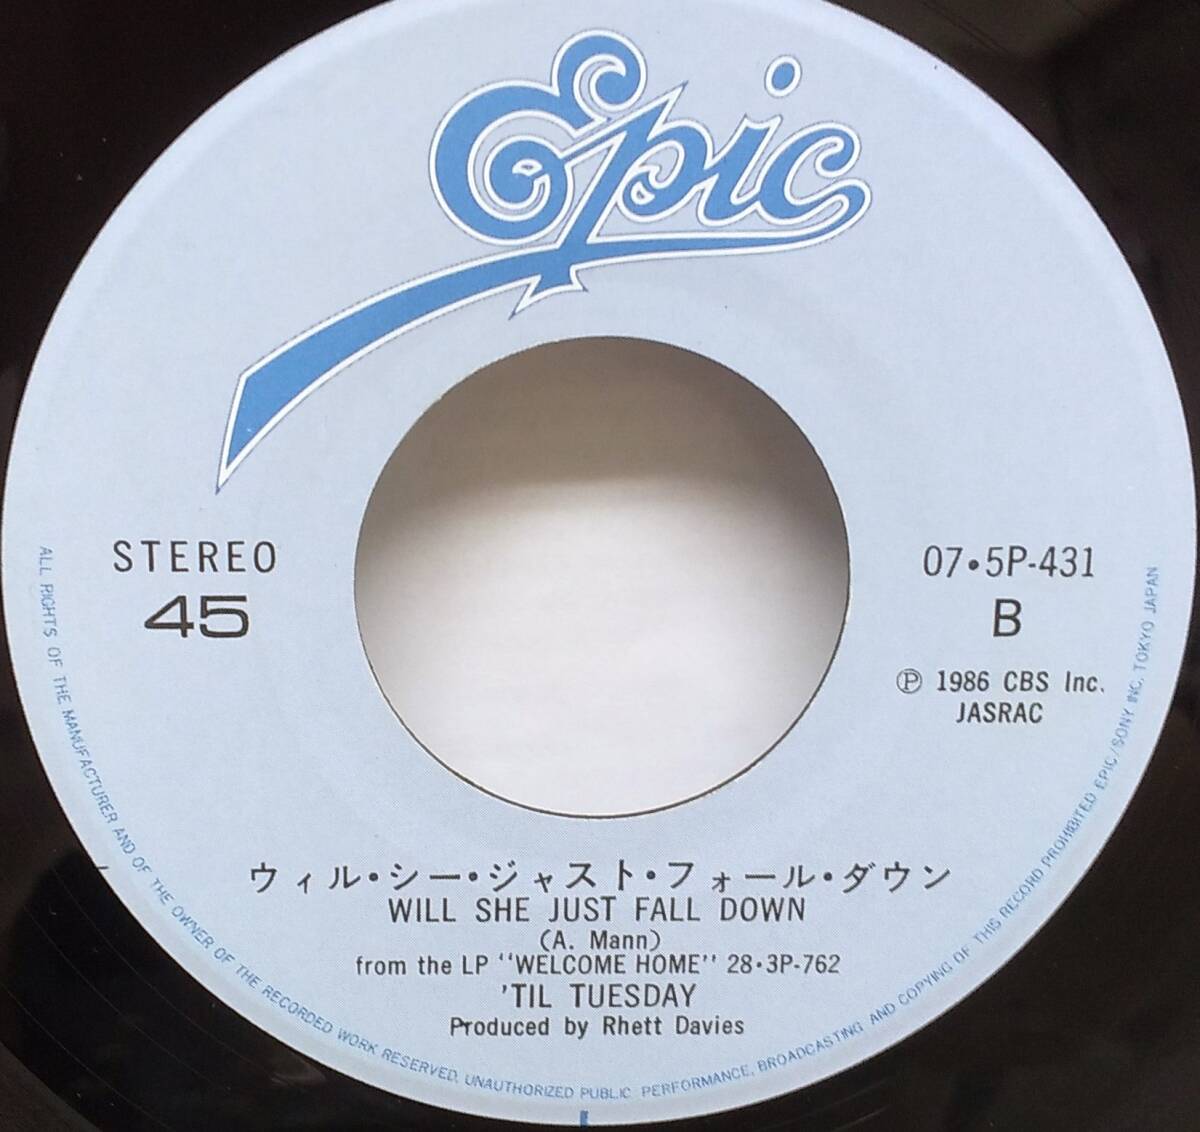 Epic
STEREO
45
07・5P-431
B
Ⓟ 1986 CBS Inc.
JASRAC
ウィル・シー・ジャスト・フォール・ダウン
WILL SHE JUST FALL DOWN
(A. Mann)
from the LP "WELCOME HOME" 28・3P-762
'TIL TUESDAY
Produced by Rhett Davies
ALL RIGHTS OF THE MANUFACTURER AND OF THE OWNER OF THE RECORDED WORK RESERVED. UNAUTHORIZED PUBLIC PERFORMANCE, BROADCASTING AND COPYING OF THIS RECORD PROHIBITED EPIC/SONY INC. TOKYO JAPAN